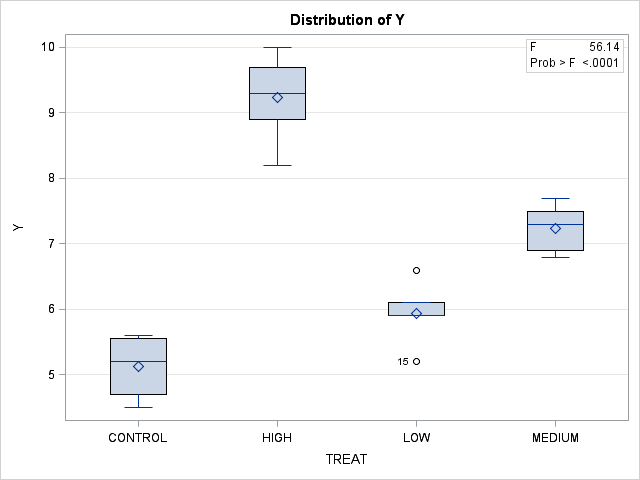 Distribution of Y
F 56.14
Prob > F <.0001
10
9
8
7
6
5
Y
15
CONTROL HIGH LOW MEDIUM
TREAT